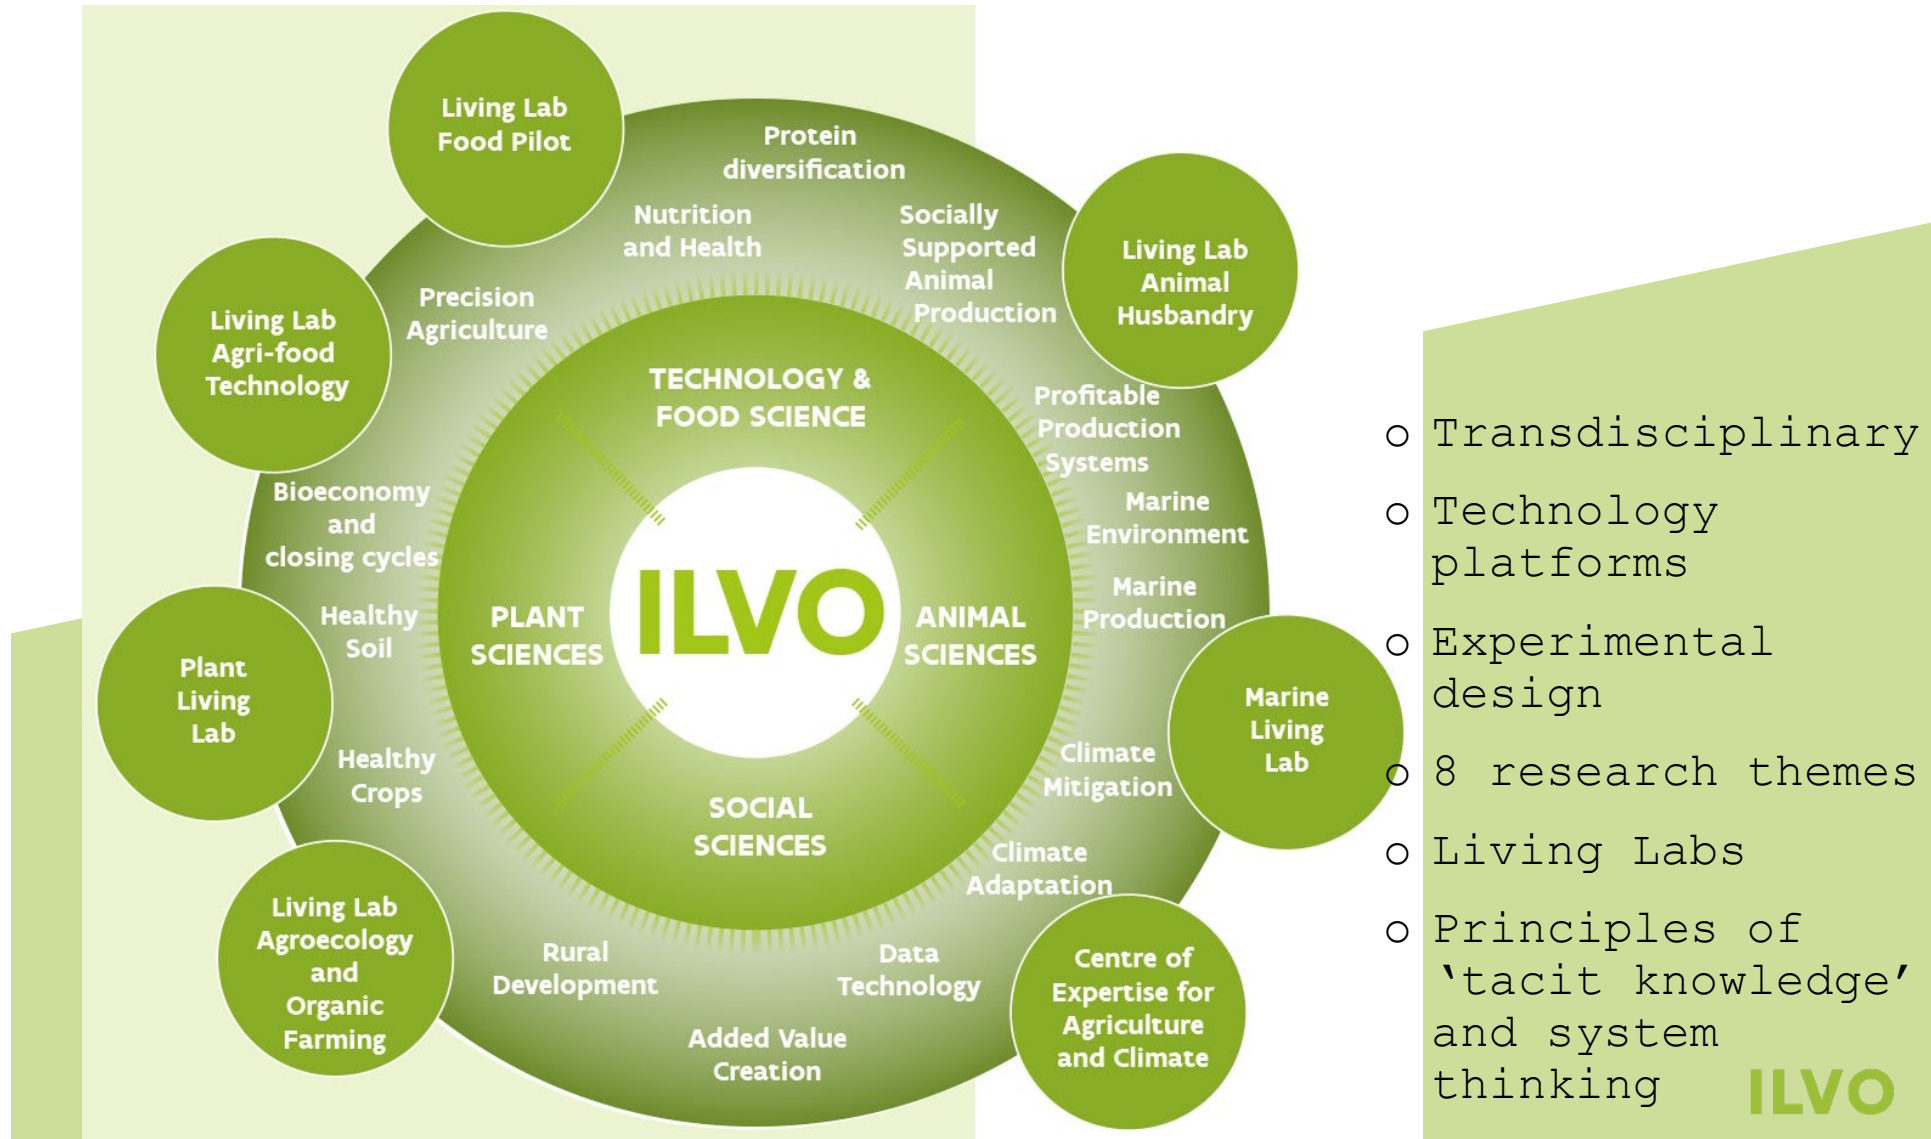 Living Lab
Food Pilot
Protein
diversification
Nutrition
and Health
Socially
Supported
Animal
Production
Living Lab
Animal
Husbandry
Precision
Agriculture
Living Lab
Agri-food
Technology
TECHNOLOGY &
FOOD SCIENCE
Profitable
Production
Systems
Bioeconomy
and
closing cycles
Marine
Environment
Marine
Production
Healthy
Soil
PLANT
SCIENCES
ILVO
ANIMAL
SCIENCES
Plant
Living
Lab
Marine
Living
Lab
Healthy
Crops
Climate
Mitigation
SOCIAL
SCIENCES
Climate
Adaptation
Living Lab
Agroecology
and
Organic
Farming
Rural
Development
Data
Technology
Centre of
Expertise for
Agriculture
and Climate
Added Value
Creation
o Transdisciplinary
o Technology
platforms
o Experimental
design
o 8 research themes
o Living Labs
o Principles of
‘tacit knowledge’
and system
thinking
ILVO